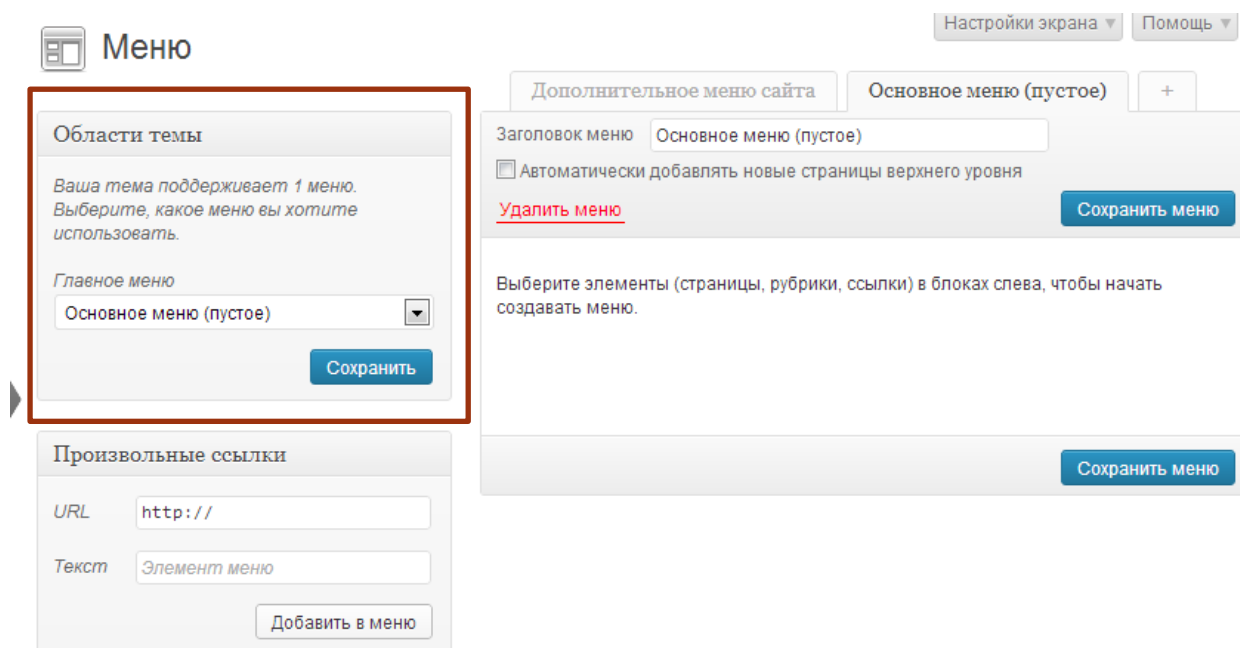 Меню
Настройки экрана
Помощь
Области темы
Ваша тема поддерживает 1 меню.
Выберите, какое меню вы хотите
использовать.
Главное меню
Основное меню (пустое)
Сохранить
Произвольные ссылки
URL http://
Текст Элемент меню
Добавить в меню
Дополнительное меню сайта
Основное меню (пустое)
+
Заголовок меню Основное меню (пустое)
Автоматически добавлять новые страницы верхнего уровня
Удалить меню
Сохранить меню
Выберите элементы (страницы, рубрики, ссылки) в блоках слева, чтобы начать
создавать меню.
Сохранить меню